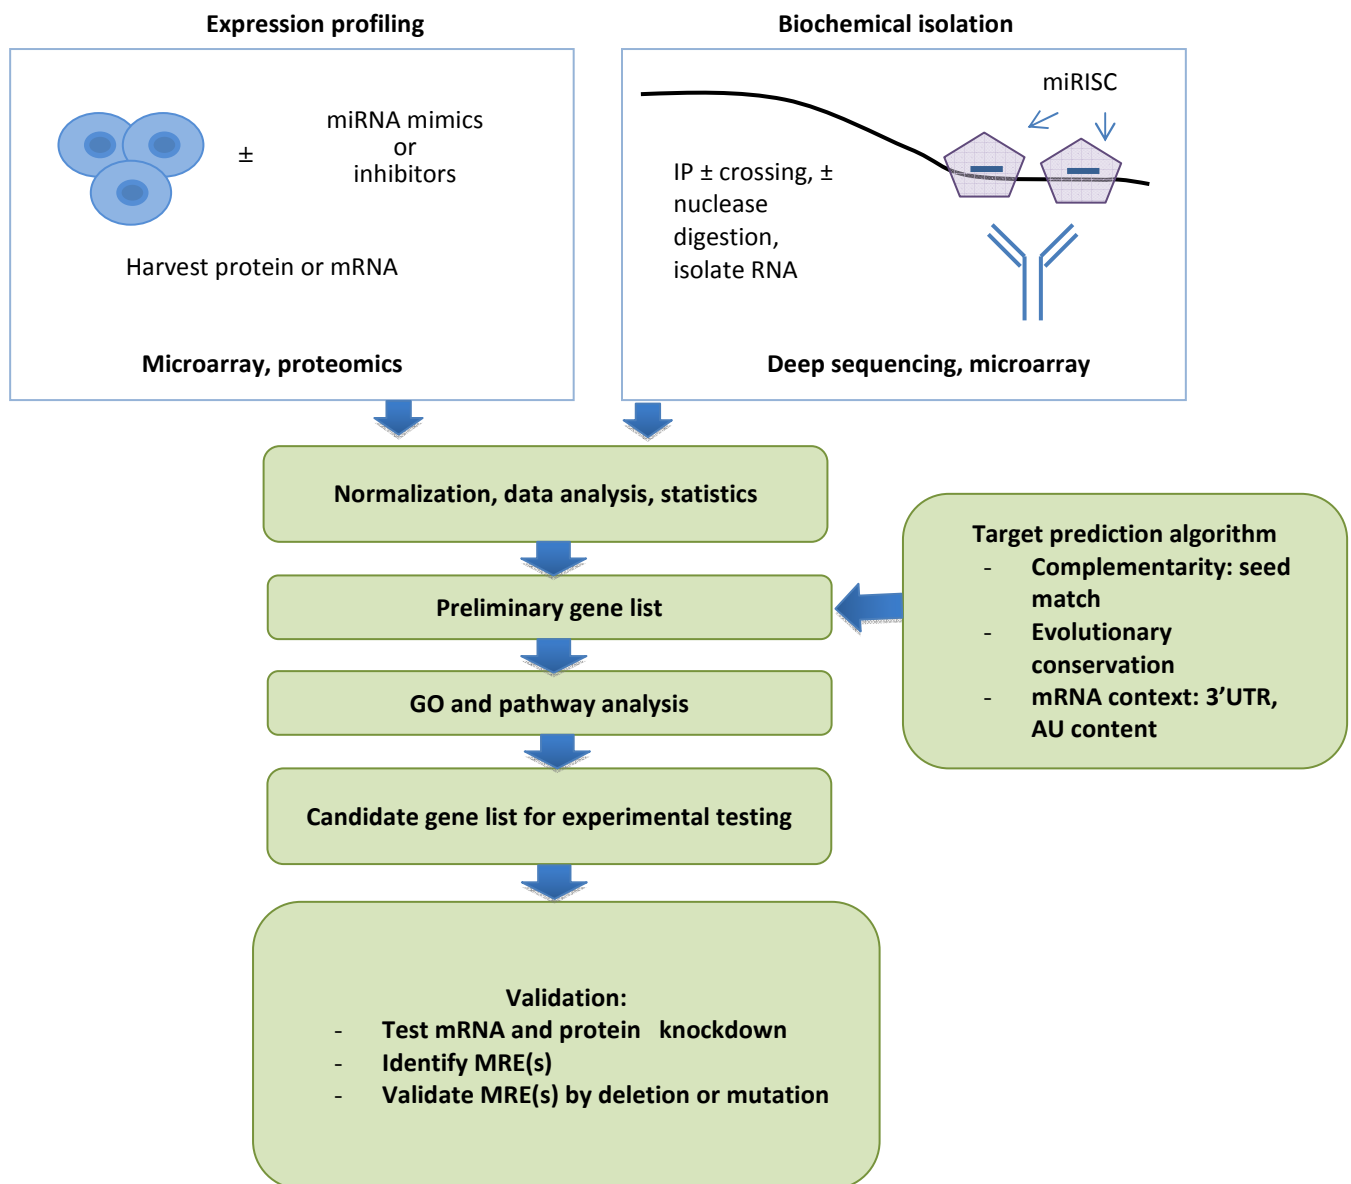 Expression profiling
miRNA mimics
or
inhibitors
±
Harvest protein or mRNA
Microarray, proteomics
Biochemical isolation
miRISC
IP ± crossing, ±
nuclease
digestion,
isolate RNA
Deep sequencing, microarray
Normalization, data analysis, statistics
Preliminary gene list
Target prediction algorithm
- Complementarity: seed
match
- Evolutionary
conservation
- mRNA context: 3’UTR,
AU content
GO and pathway analysis
Candidate gene list for experimental testing
Validation:
- Test mRNA and protein knockdown
- Identify MRE(s)
- Validate MRE(s) by deletion or mutation